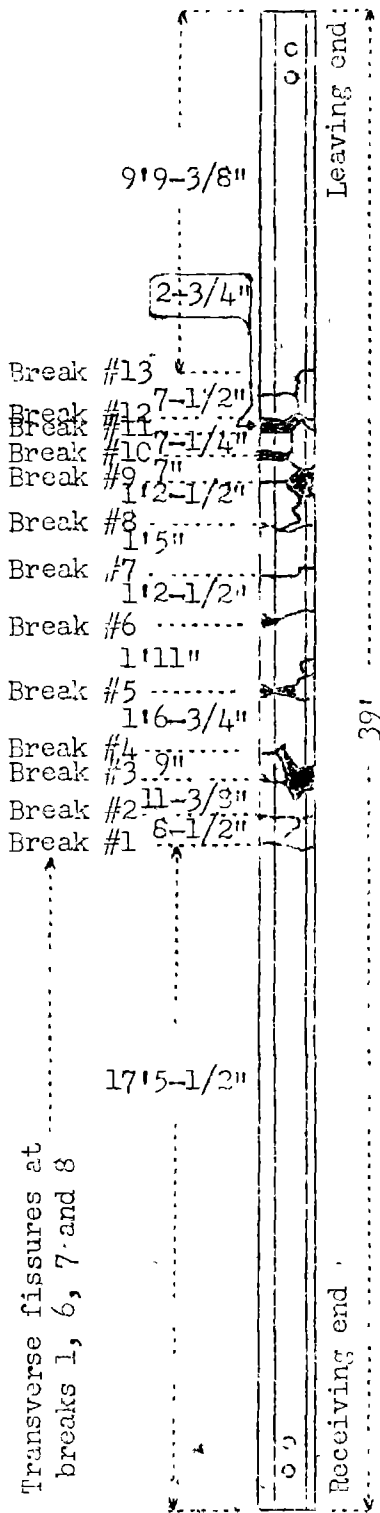 Leaving end
9'9-3/8"
2-3/4"
Break #13
7-1/2"
Break #12
Break #11
7-1/4"
Break #10
7"
Break #9
1'2-1/2"
Break #8
1'5"
Break #7
1'2-1/2"
Break #6
1'11"
Break #5
1'6-3/4"
Break #4
9"
Break #3
11-3/8"
Break #2
8-1/2"
Break #1
39'
17'5-1/2"
Transverse fissures at
breaks 1, 6, 7 and 8
Receiving end